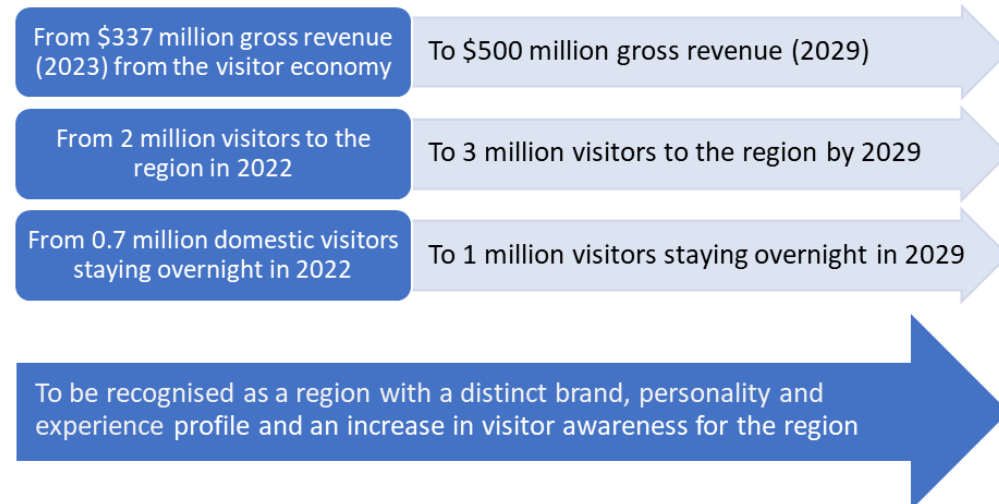 From $337 million gross revenue
(2023) from the visitor economy
To $500 million gross revenue (2029)
From 2 million visitors to the
region in 2022
To 3 million visitors to the region by 2029
From 0.7 million domestic visitors
staying overnight in 2022
To 1 million visitors staying overnight in 2029
To be recognised as a region with a distinct brand, personality and
experience profile and an increase in visitor awareness for the region